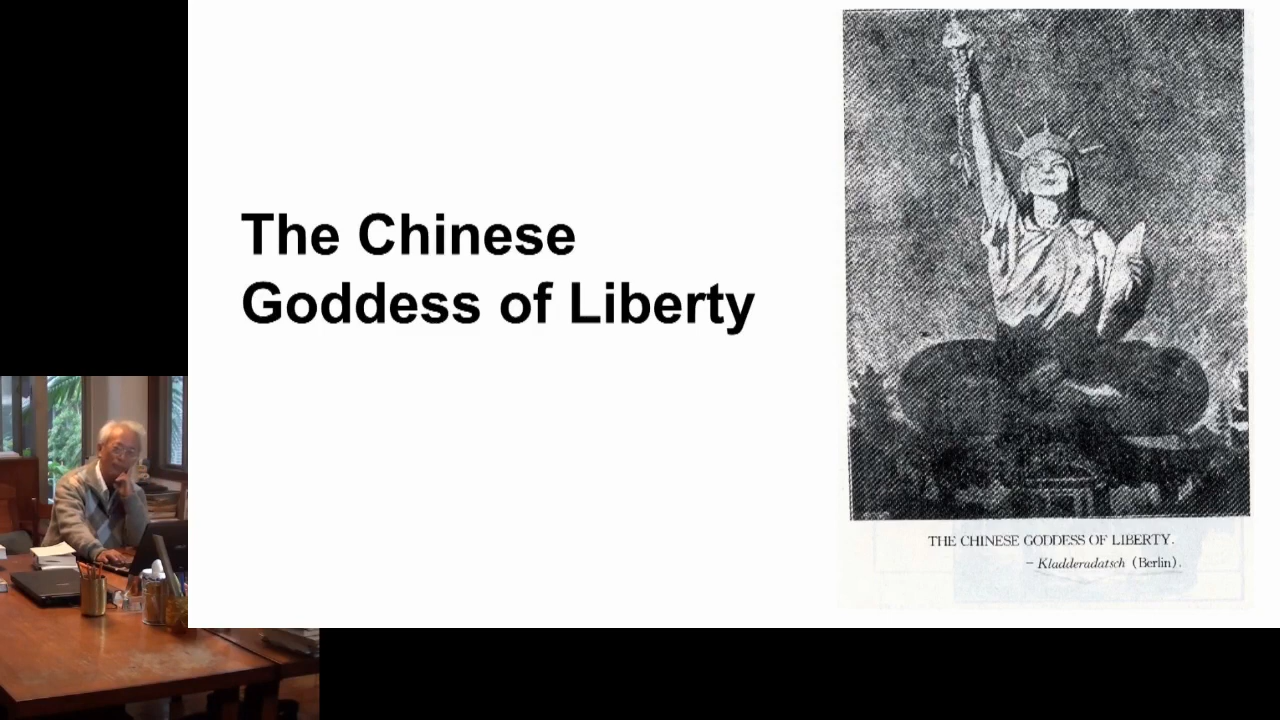 The Chinese
Goddess of Liberty
THE CHINESE GODDESS OF LIBERTY.
– Kladderadatsch (Berlin).